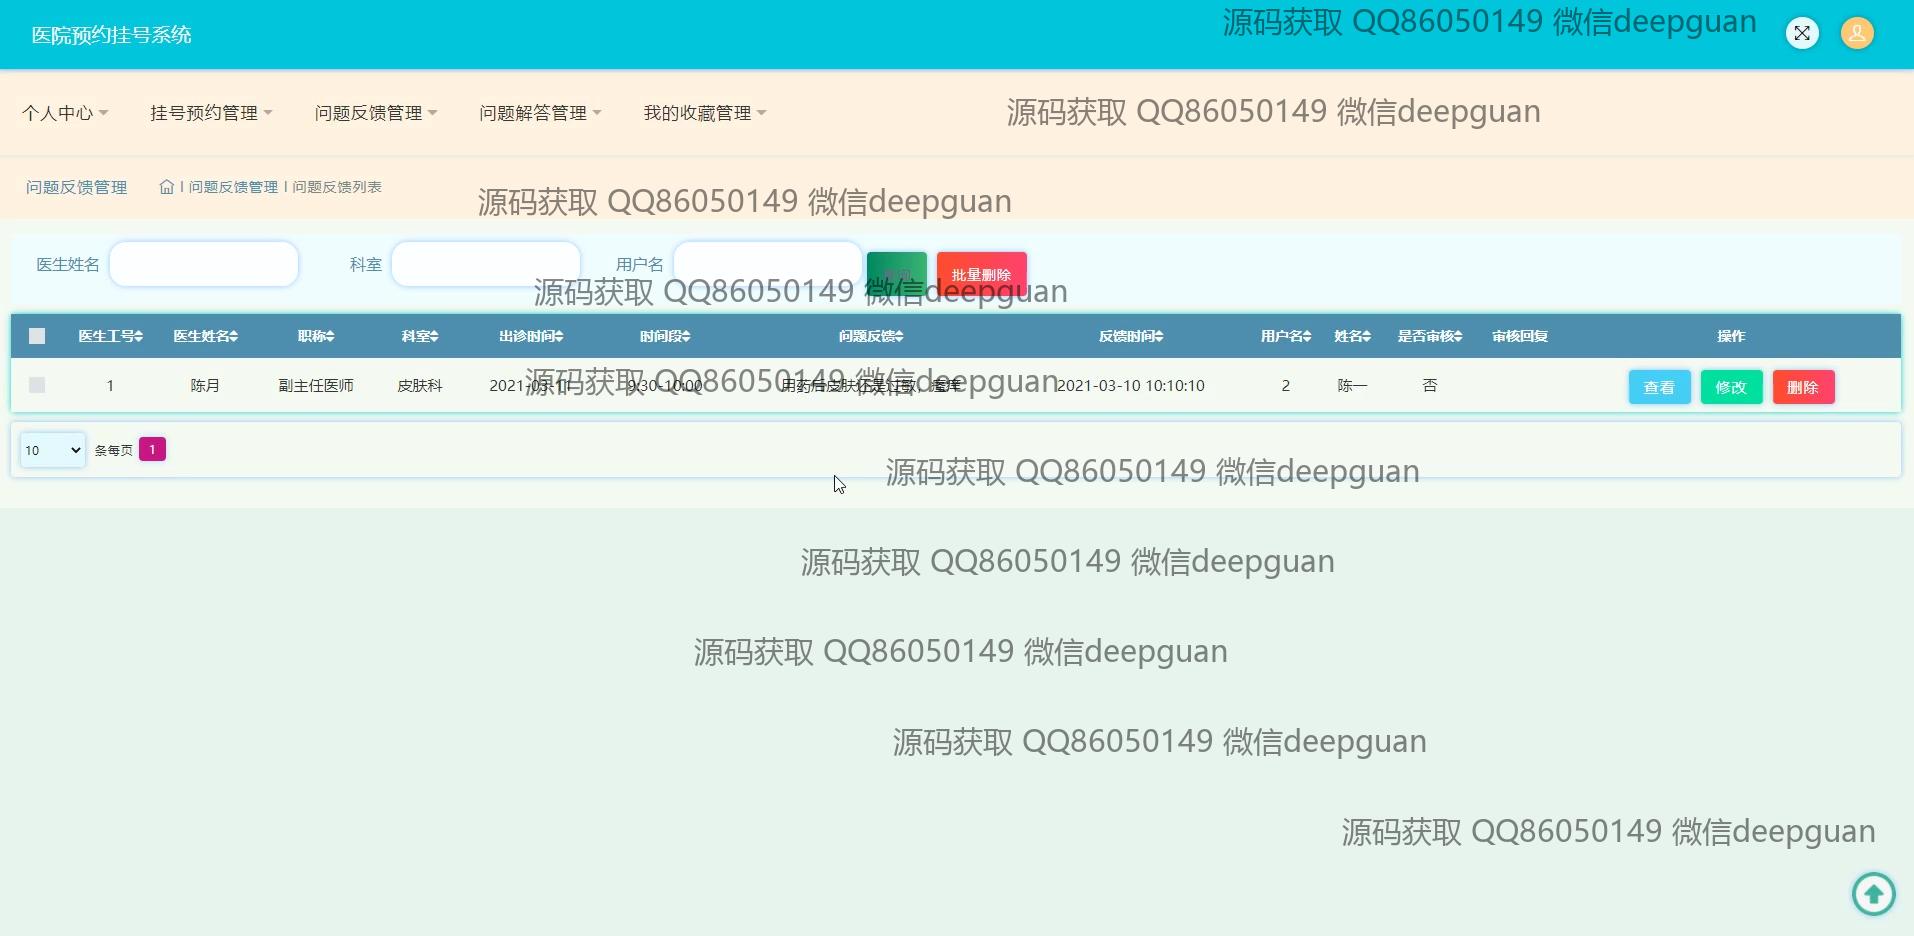 医院预约挂号系统
源码获取 QQ86050149 微信deepguan
个人中心 挂号预约管理 问题反馈管理 问题解答管理 我的收藏管理
源码获取 QQ86050149 微信deepguan
问题反馈管理 | 问题反馈管理 | 问题反馈列表
源码获取 QQ86050149 微信deepguan
医生姓名 科室 用户名 批量删除
源码获取 QQ86050149 微信deepguan
医生工号 医生姓名 职称 科室 出诊时间 时间段 问题反馈 反馈时间 用户名 姓名 是否审核 审核回复 操作
1 陈月 副主任医师 皮肤科 2021-03-11 9:30-10:00 用药后皮肤还是过敏, 2021-03-10 10:10:10 2 陈一 否 查看 修改 删除
源码获取 QQ86050149 微信deepguan
10 条每页 1
源码获取 QQ86050149 微信deepguan
源码获取 QQ86050149 微信deepguan
源码获取 QQ86050149 微信deepguan
源码获取 QQ86050149 微信deepguan
源码获取 QQ86050149 微信deepguan